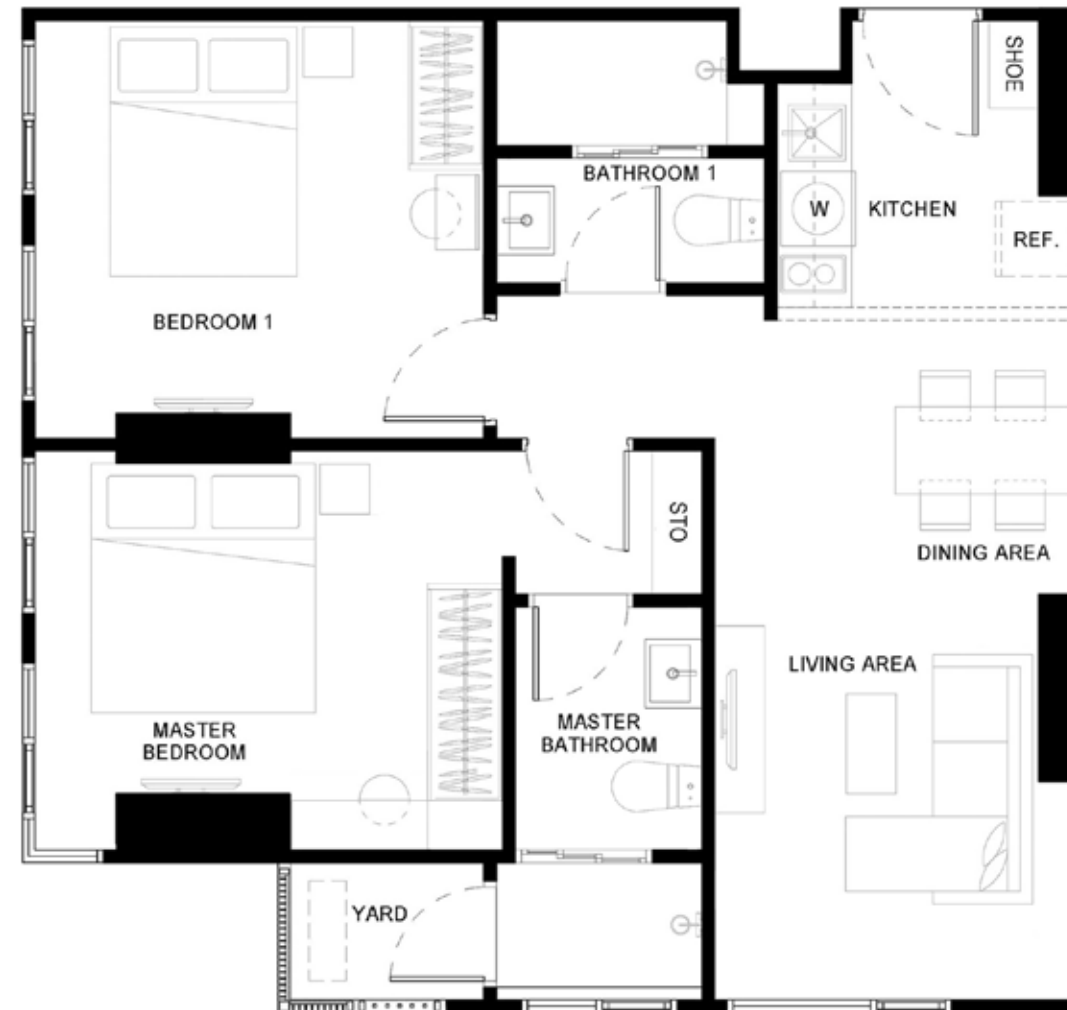 SHOE
BATHROOM 1
W
KITCHEN
REF.
BEDROOM 1
STO
DINING AREA
LIVING AREA
MASTER
BEDROOM
MASTER
BATHROOM
YARD